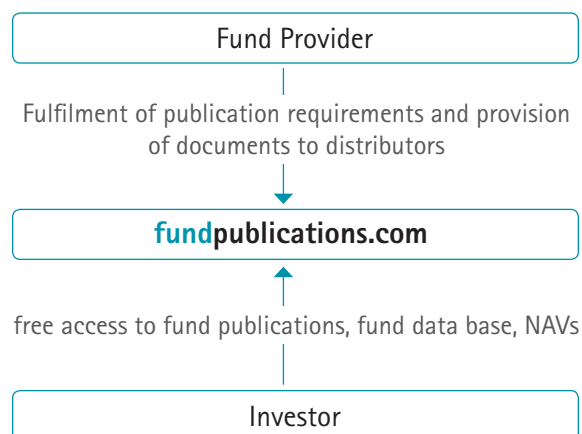 Fund Provider
Fulfilment of publication requirements and provision
of documents to distributors
fundpublications.com
free access to fund publications, fund data base, NAVs
Investor